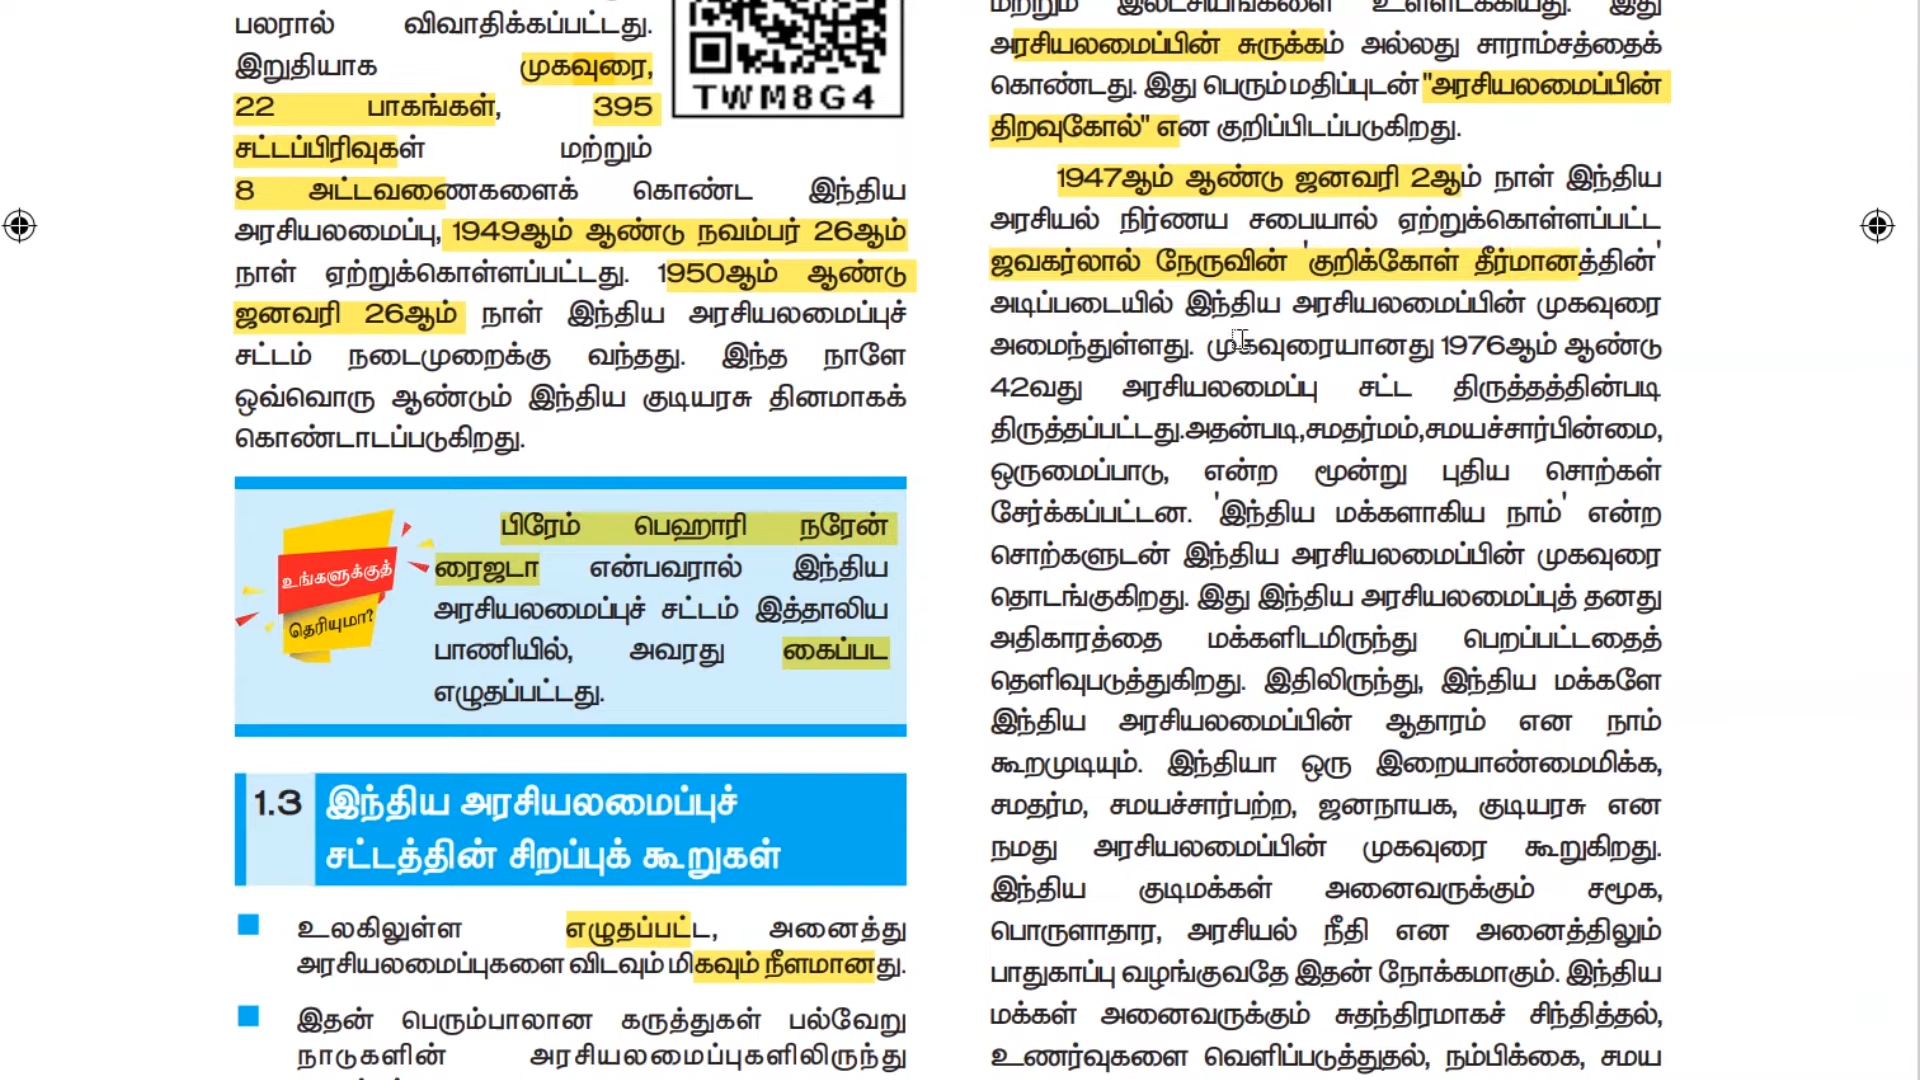 பலரால் விவாதிக்கப்பட்டது.
இறுதியாக முகவுரை,
22 பாகங்கள், 395
சட்டப்பிரிவுகள் மற்றும்
8 அட்டவணைகளைக் கொண்ட இந்திய
அரசியலமைப்பு, 1949ஆம் ஆண்டு நவம்பர் 26ஆம்
நாள் ஏற்றுக்கொள்ளப்பட்டது. 1950ஆம் ஆண்டு
ஜனவரி 26ஆம் நாள் இந்திய அரசியலமைப்புச்
சட்டம் நடைமுறைக்கு வந்தது. இந்த நாளே
ஒவ்வொரு ஆண்டும் இந்திய குடியரசு தினமாகக்
கொண்டாடப்படுகிறது.
TWM8G4
உங்களுக்குத்
தெரியுமா?
பிரேம் பெஹாரி நரேன்
ரைஜடா என்பவரால் இந்திய
அரசியலமைப்புச் சட்டம் இத்தாலிய
பாணியில், அவரது கைப்பட
எழுதப்பட்டது.
1.3 இந்திய அரசியலமைப்புச்
சட்டத்தின் சிறப்புக் கூறுகள்
உலகிலுள்ள எழுதப்பட்ட, அனைத்து
அரசியலமைப்புகளை விடவும் மிகவும் நீளமானது.
இதன் பெரும்பாலான கருத்துகள் பல்வேறு
நாடுகளின் அரசியலமைப்புகளிலிருந்து
மற்றும் இலட்சியங்களை உள்ளடக்கியது. இது
அரசியலமைப்பின் சுருக்கம் அல்லது சாராம்சத்தைக்
கொண்டது. இது பெரும் மதிப்புடன் "அரசியலமைப்பின்
திறவுகோல்" என குறிப்பிடப்படுகிறது.
1947ஆம் ஆண்டு ஜனவரி 2ஆம் நாள் இந்திய
அரசியல் நிர்ணய சபையால் ஏற்றுக்கொள்ளப்பட்ட
ஜவகர்லால் நேருவின் 'குறிக்கோள் தீர்மானத்தின்'
அடிப்படையில் இந்திய அரசியலமைப்பின் முகவுரை
அமைந்துள்ளது. முகவுரையானது 1976ஆம் ஆண்டு
42வது அரசியலமைப்பு சட்ட திருத்தத்தின்படி
திருத்தப்பட்டது.அதன்படி,சமதர்மம்,சமயச்சார்பின்மை,
ஒருமைப்பாடு, என்ற மூன்று புதிய சொற்கள்
சேர்க்கப்பட்டன. 'இந்திய மக்களாகிய நாம்' என்ற
சொற்களுடன் இந்திய அரசியலமைப்பின் முகவுரை
தொடங்குகிறது. இது இந்திய அரசியலமைப்புத் தனது
அதிகாரத்தை மக்களிடமிருந்து பெறப்பட்டதைத்
தெளிவுபடுத்துகிறது. இதிலிருந்து, இந்திய மக்களே
இந்திய அரசியலமைப்பின் ஆதாரம் என நாம்
கூறமுடியும். இந்தியா ஒரு இறையாண்மைமிக்க,
சமதர்ம, சமயச்சார்பற்ற, ஜனநாயக, குடியரசு என
நமது அரசியலமைப்பின் முகவுரை கூறுகிறது.
இந்திய குடிமக்கள் அனைவருக்கும் சமூக,
பொருளாதார, அரசியல் நீதி என அனைத்திலும்
பாதுகாப்பு வழங்குவதே இதன் நோக்கமாகும். இந்திய
மக்கள் அனைவருக்கும் சுதந்திரமாகச் சிந்தித்தல்,
உணர்வுகளை வெளிப்படுத்துதல், நம்பிக்கை, சமய